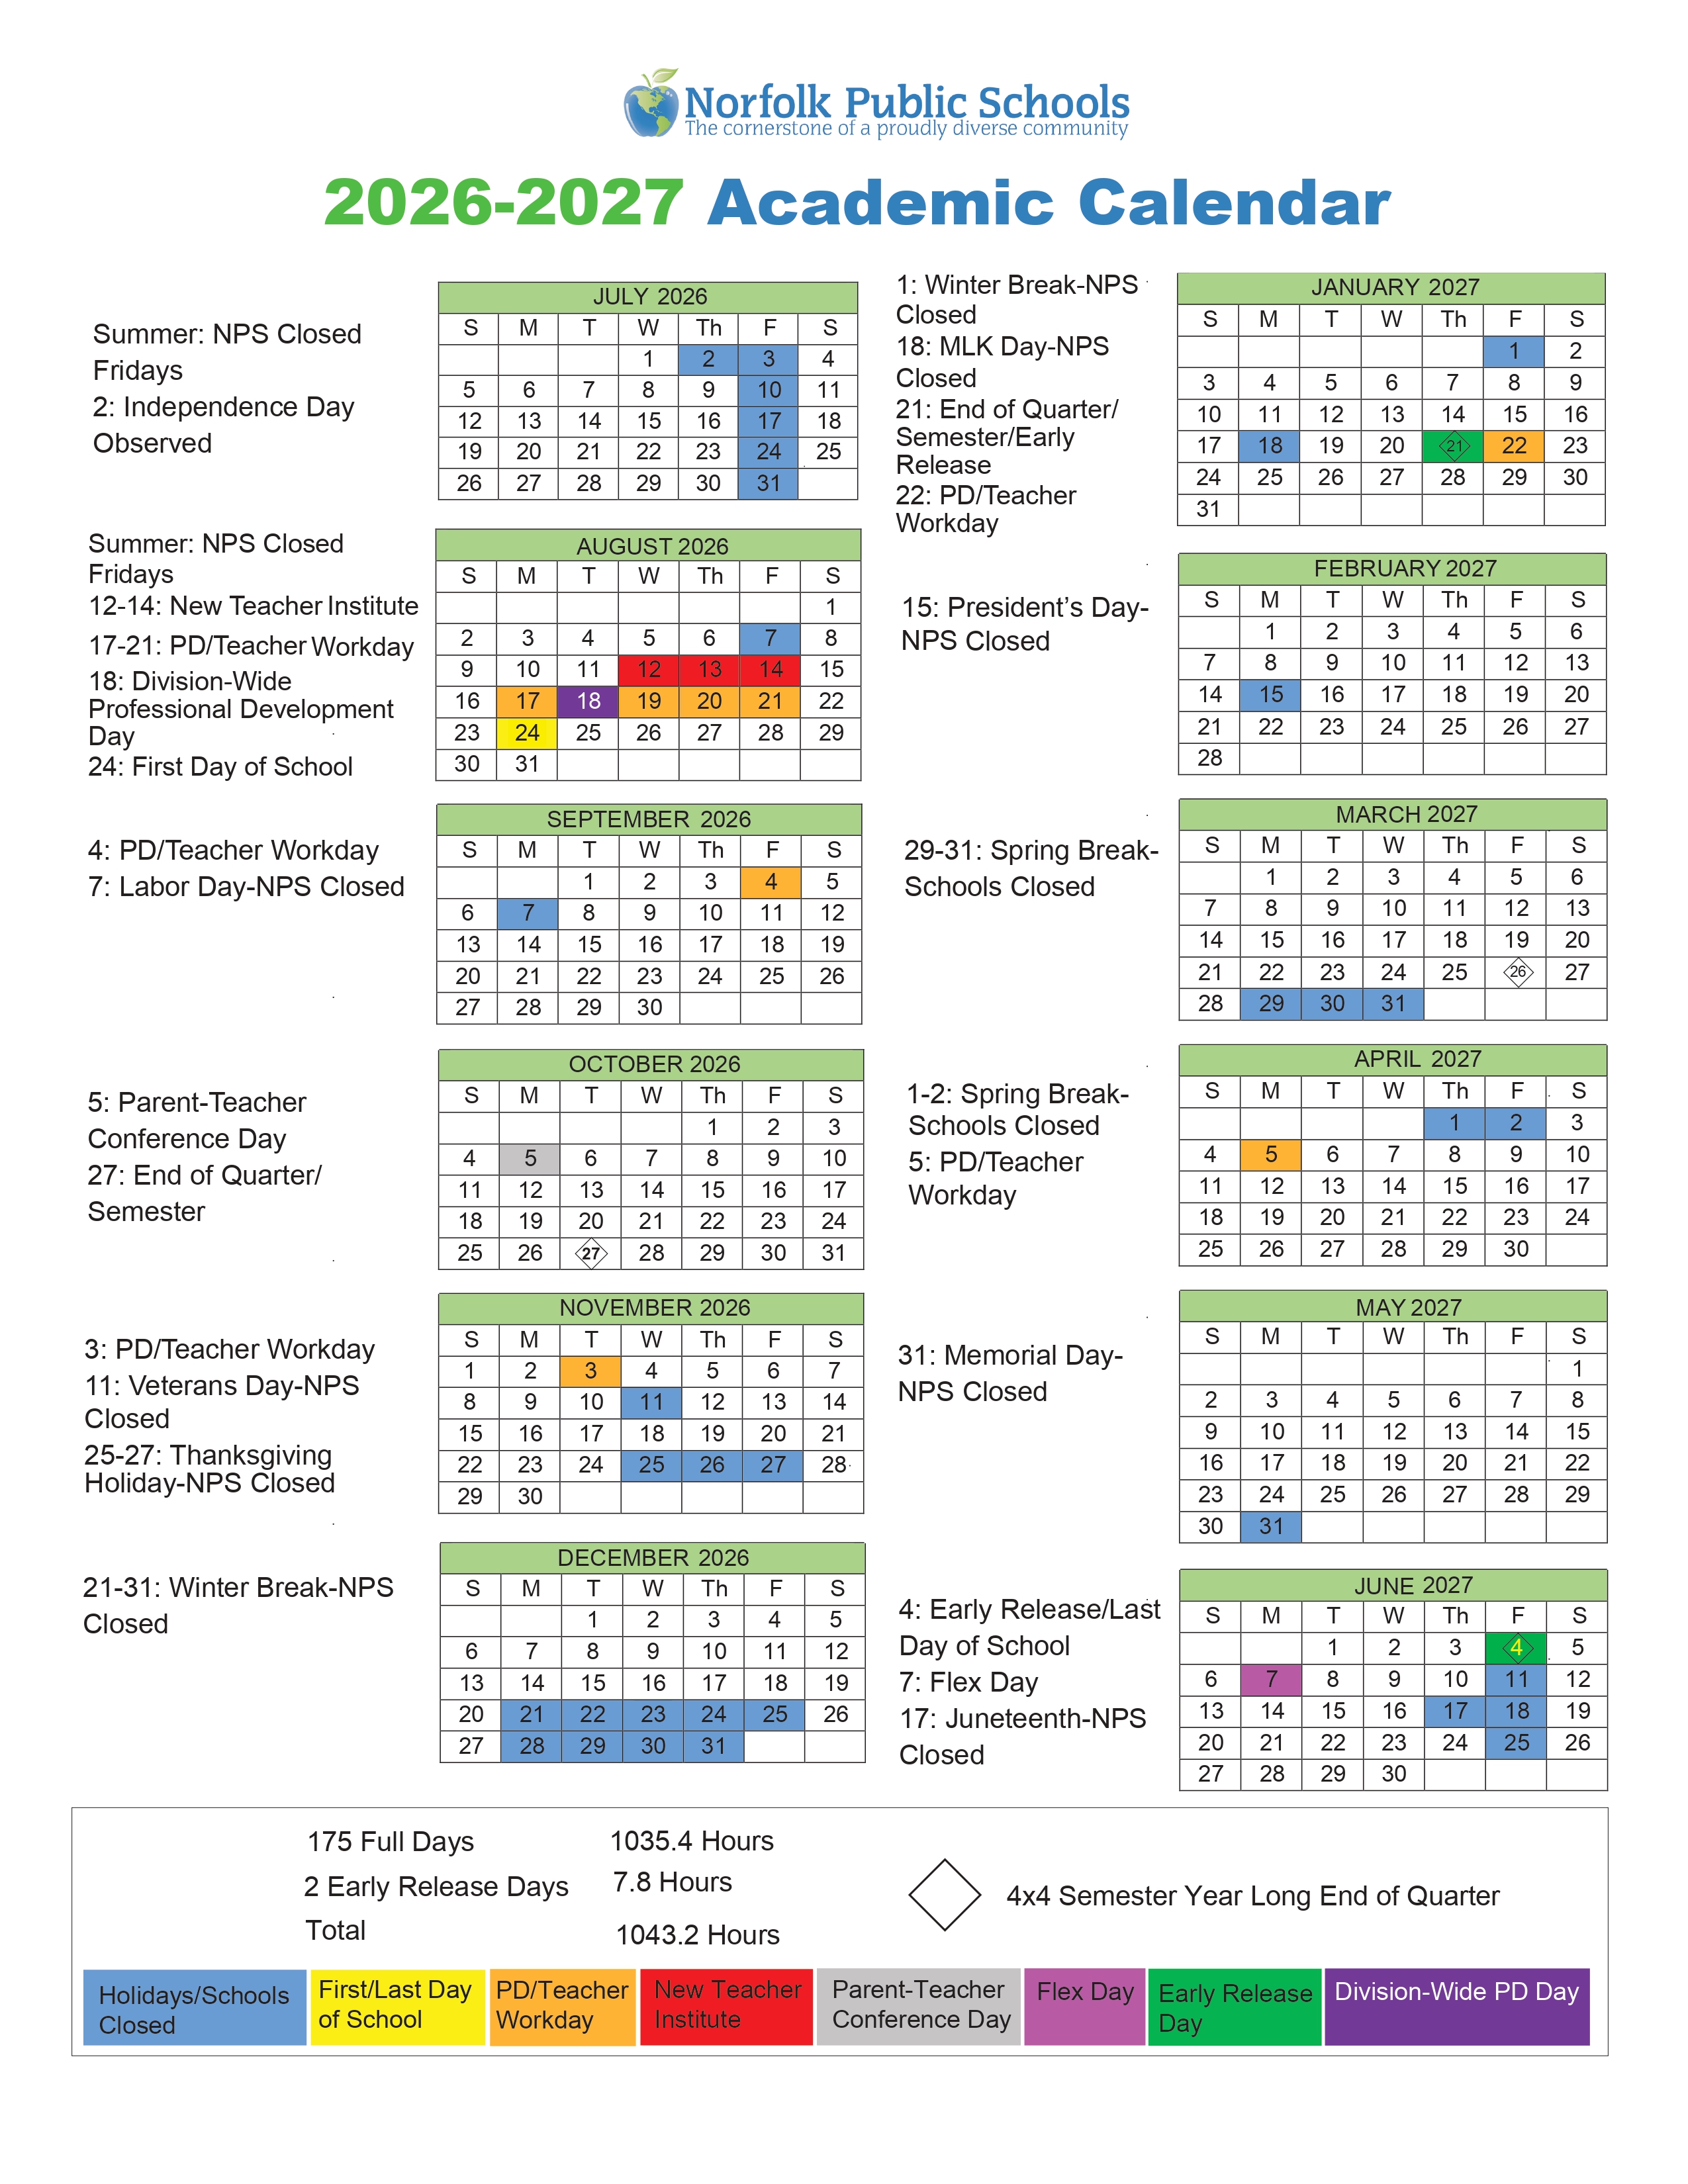 Norfolk Public Schools
The cornerstone of a proudly diverse community
2026-2027 Academic Calendar
Summer: NPS Closed
Fridays
2: Independence Day
Observed
JULY 2026
S M T W Th F S
1 2 3 4
5 6 7 8 9 10 11
12 13 14 15 16 17 18
19 20 21 22 23 24 25
26 27 28 29 30 31
Summer: NPS Closed
Fridays
12-14: New Teacher Institute
17-21: PD/Teacher Workday
18: Division-Wide
Professional Development
Day
24: First Day of School
AUGUST 2026
S M T W Th F S
1
2 3 4 5 6 7 8
9 10 11 12 13 14 15
16 17 18 19 20 21 22
23 24 25 26 27 28 29
30 31
4: PD/Teacher Workday
7: Labor Day-NPS Closed
SEPTEMBER 2026
S M T W Th F S
1 2 3 4 5
6 7 8 9 10 11 12
13 14 15 16 17 18 19
20 21 22 23 24 25 26
27 28 29 30
5: Parent-Teacher
Conference Day
27: End of Quarter/
Semester
OCTOBER 2026
S M T W Th F S
1 2 3
4 5 6 7 8 9 10
11 12 13 14 15 16 17
18 19 20 21 22 23 24
25 26 27 28 29 30 31
3: PD/Teacher Workday
11: Veterans Day-NPS
Closed
25-27: Thanksgiving
Holiday-NPS Closed
NOVEMBER 2026
S M T W Th F S
1 2 3 4 5 6 7
8 9 10 11 12 13 14
15 16 17 18 19 20 21
22 23 24 25 26 27 28
29 30
21-31: Winter Break-NPS
Closed
DECEMBER 2026
S M T W Th F S
1 2 3 4 5
6 7 8 9 10 11 12
13 14 15 16 17 18 19
20 21 22 23 24 25 26
27 28 29 30 31
1: Winter Break-NPS
Closed
18: MLK Day-NPS
Closed
21: End of Quarter/
Semester/Early
Release
22: PD/Teacher
Workday
JANUARY 2027
S M T W Th F S
1 2
3 4 5 6 7 8 9
10 11 12 13 14 15 16
17 18 19 20 21 22 23
24 25 26 27 28 29 30
31
15: President’s Day-
NPS Closed
FEBRUARY 2027
S M T W Th F S
1 2 3 4 5 6
7 8 9 10 11 12 13
14 15 16 17 18 19 20
21 22 23 24 25 26 27
28
29-31: Spring Break-
Schools Closed
MARCH 2027
S M T W Th F S
1 2 3 4 5 6
7 8 9 10 11 12 13
14 15 16 17 18 19 20
21 22 23 24 25 26 27
28 29 30 31
1-2: Spring Break-
Schools Closed
5: PD/Teacher
Workday
APRIL 2027
S M T W Th F S
1 2 3
4 5 6 7 8 9 10
11 12 13 14 15 16 17
18 19 20 21 22 23 24
25 26 27 28 29 30
31: Memorial Day-
NPS Closed
MAY 2027
S M T W Th F S
1
2 3 4 5 6 7 8
9 10 11 12 13 14 15
16 17 18 19 20 21 22
23 24 25 26 27 28 29
30 31
4: Early Release/Last
Day of School
7: Flex Day
17: Juneteenth-NPS
Closed
JUNE 2027
S M T W Th F S
1 2 3 4 5
6 7 8 9 10 11 12
13 14 15 16 17 18 19
20 21 22 23 24 25 26
27 28 29 30
175 Full Days 1035.4 Hours
2 Early Release Days 7.8 Hours
Total 1043.2 Hours
4x4 Semester Year Long End of Quarter
Holidays/Schools
Closed
First/Last Day
of School
PD/Teacher
Workday
New Teacher
Institute
Parent-Teacher
Conference Day
Flex Day
Early Release
Day
Division-Wide PD Day